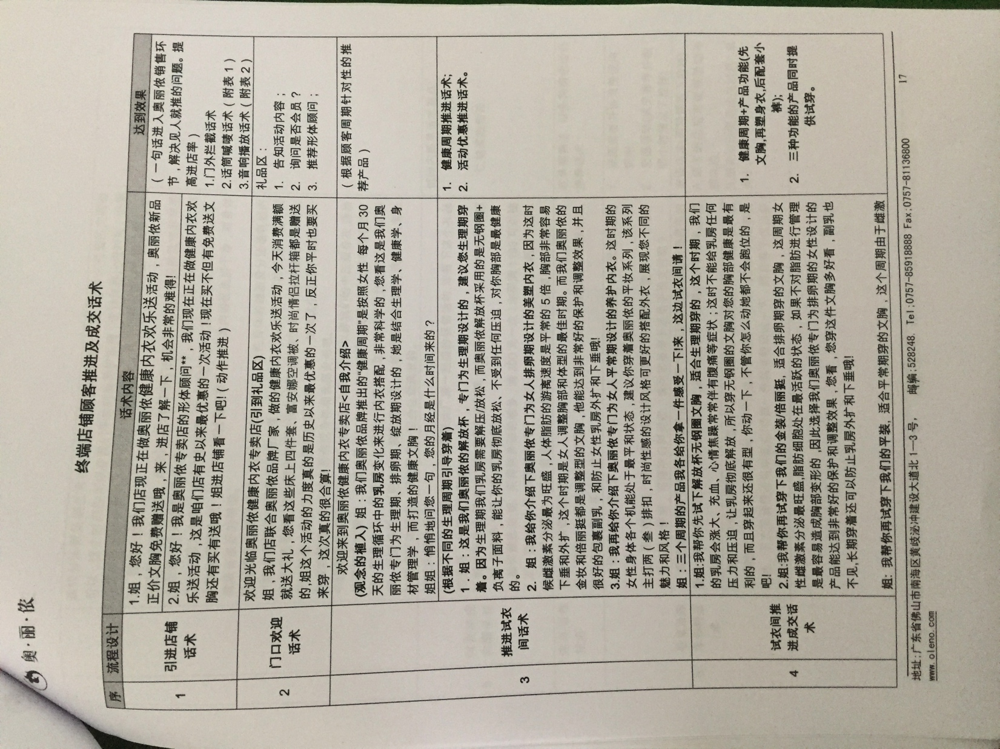 奥·丽·依
终端店铺顾客推进及成交话术
序
流程设计
话术内容
达到效果
1
引进店铺
话术
1.姐，您好！我们店现正在做奥丽侬健康内衣欢乐送活动，奥丽侬新品
正价文胸免费赠送哦，来，进店了解一下，机会非常的难得!
2.姐，您好！我是奥丽侬专卖店的形体顾问**，我们现在正在做健康内衣欢
乐送活动，这是咱们店有史以来最优惠的一次活动！现在买不但有免费送文
胸还有买有送哦！姐进店铺看一下吧!（动作推进）
（一句话进入奥丽侬销售环
节，解决见人就推的问题。提
高进店率）
1.门外拦截话术
2.话筒喊唛话术（附表1）
3.音响播放话术（附表2）
2
门口欢迎
话术
欢迎光临奥丽侬健康内衣专卖店(引到礼品区)
姐，我们店联合奥丽侬品牌厂家，做的健康内衣欢乐送活动，今天消费满额
就送大礼，您看这些床上四件套、富安娜空调被、时尚情侣拉杆箱都是赠送
的,姐这个活动的力度真的是历史以来最优惠的一次了，反正你平时也要买
来穿，这次真的很合算!
礼品区：
1. 告知活动内容；
2. 询问是否会员？
3. 推荐形体顾问；
3
推进试衣
间话术
欢迎来到奥丽侬健康内衣专卖店<自我介绍>
(观念的植入) 姐：我们奥丽侬品牌推出的“健康周期”是按照女性 每个月 30
天的生理循环中的乳房变化来进行内衣搭配，非常科学的,您看这是我们奥
丽侬专门为生理期、排卵期、绽放期设计的,她是结合生理学、健康学、身
材管理学，而打造的健康文胸！
姐姐：悄悄地问您一句，您的月经是什么时间来的？
（根据顾客周期针对性的推
荐产品）
(根据不同的生理周期引导穿着)
1．姐：这是我们奥丽侬的解放杯，专门为生理期设计的，建议您生理期穿
着。因为生理期我们乳房需要解压/放松，而奥丽侬解放杯采用的是无钢圈+
负离子面料，能让你的乳房彻底放松、不受到任何压迫，对你胸部是最健康
的。
2. 姐：我给你介绍下奥丽侬专门为女人排卵期设计的美塑内衣，因为这时
候雌激素分泌最为旺盛，人体脂肪的游离速度是平常的 5 倍，胸部非常容易
下垂和外扩，这个时期是女人调整胸部和体型的最佳时期。而我们奥丽侬的
金妆和倍丽挺都是调整型的文胸，他能达到非常好的保护和调整效果，并且
很好的包裹副乳，和防止女性乳房外扩和下垂哦!
3.姐：我再给你介绍下奥丽侬专门为女人平常期设计的养护内衣。这时期的
女性身体各个机能处于最平和状态，建议你穿着奥丽侬的平妆系列，该系列
主打两（叁）排扣，时尚性感的设计风格可更好的搭配外衣，展现您不同的
魅力和风格！
姐：三个周期的产品我各给你拿一件感受一下!来，这边试衣间请！
1. 健康周期推进话术;
2. 活动优惠推进话术。
4
试衣间推
进成交话
术
1.姐:我帮你先试下解放杯无钢圈文胸，适合生理期穿的，这个时期，我们
的乳房会涨大、充血、心情焦躁常常伴有腹痛等症状；这时不能给乳房任何
压力和压迫，让乳房彻底解放，所以穿无钢圈的文胸对您的胸部健康是最有
利的，而且穿起来还很有型，你动一下，不管你怎么动她都不会跑位的，是
吧!
2.姐:我帮你再试穿下我们的金装/倍丽挺，适合排卵期穿的文胸，这周期女
性雌激素分泌最旺盛,脂肪细胞处在最活跃的状态，如果不对脂肪进行管理
是最容易造成胸部变形的,因此选择我们奥丽侬专门为排卵期的女性设计的
产品能达到非常好的保护和调整效果，您看，您穿这件文胸多好看，副乳也
不见,长期穿着还可以防止乳房外扩和下垂哦!
姐：我帮你再试穿下我们的平装，适合平常期穿的文胸，这个周期由于雌激
1. 健康周期+产品功能(先
文胸,再塑身衣,后配套小
裤);
2. 三种功能的产品同时提
供试穿。
地址:广东省佛山市南海区黄岐泌冲建设大道北 1—3 号， 邮编:528248. Tel:0757-85918888 Fax:0757-81136800
www.oleno.com
17